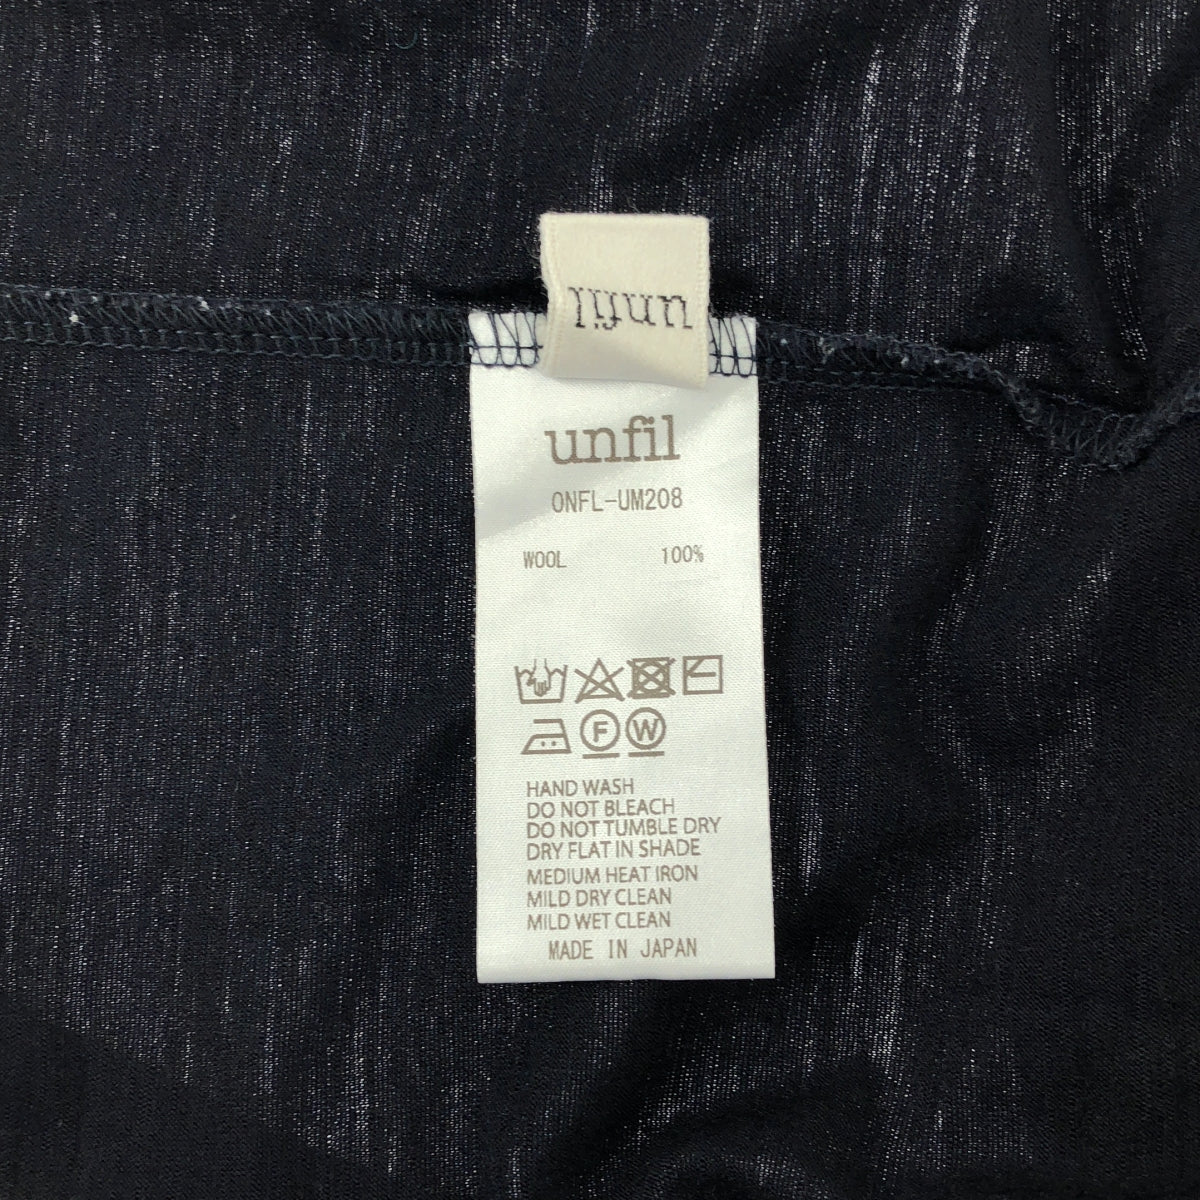 unfil
unfil
ONFL-UM208
WOOL 100%
F W
HAND WASH
DO NOT BLEACH
DO NOT TUMBLE DRY
DRY FLAT IN SHADE
MEDIUM HEAT IRON
MILD DRY CLEAN
MILD WET CLEAN
MADE IN JAPAN